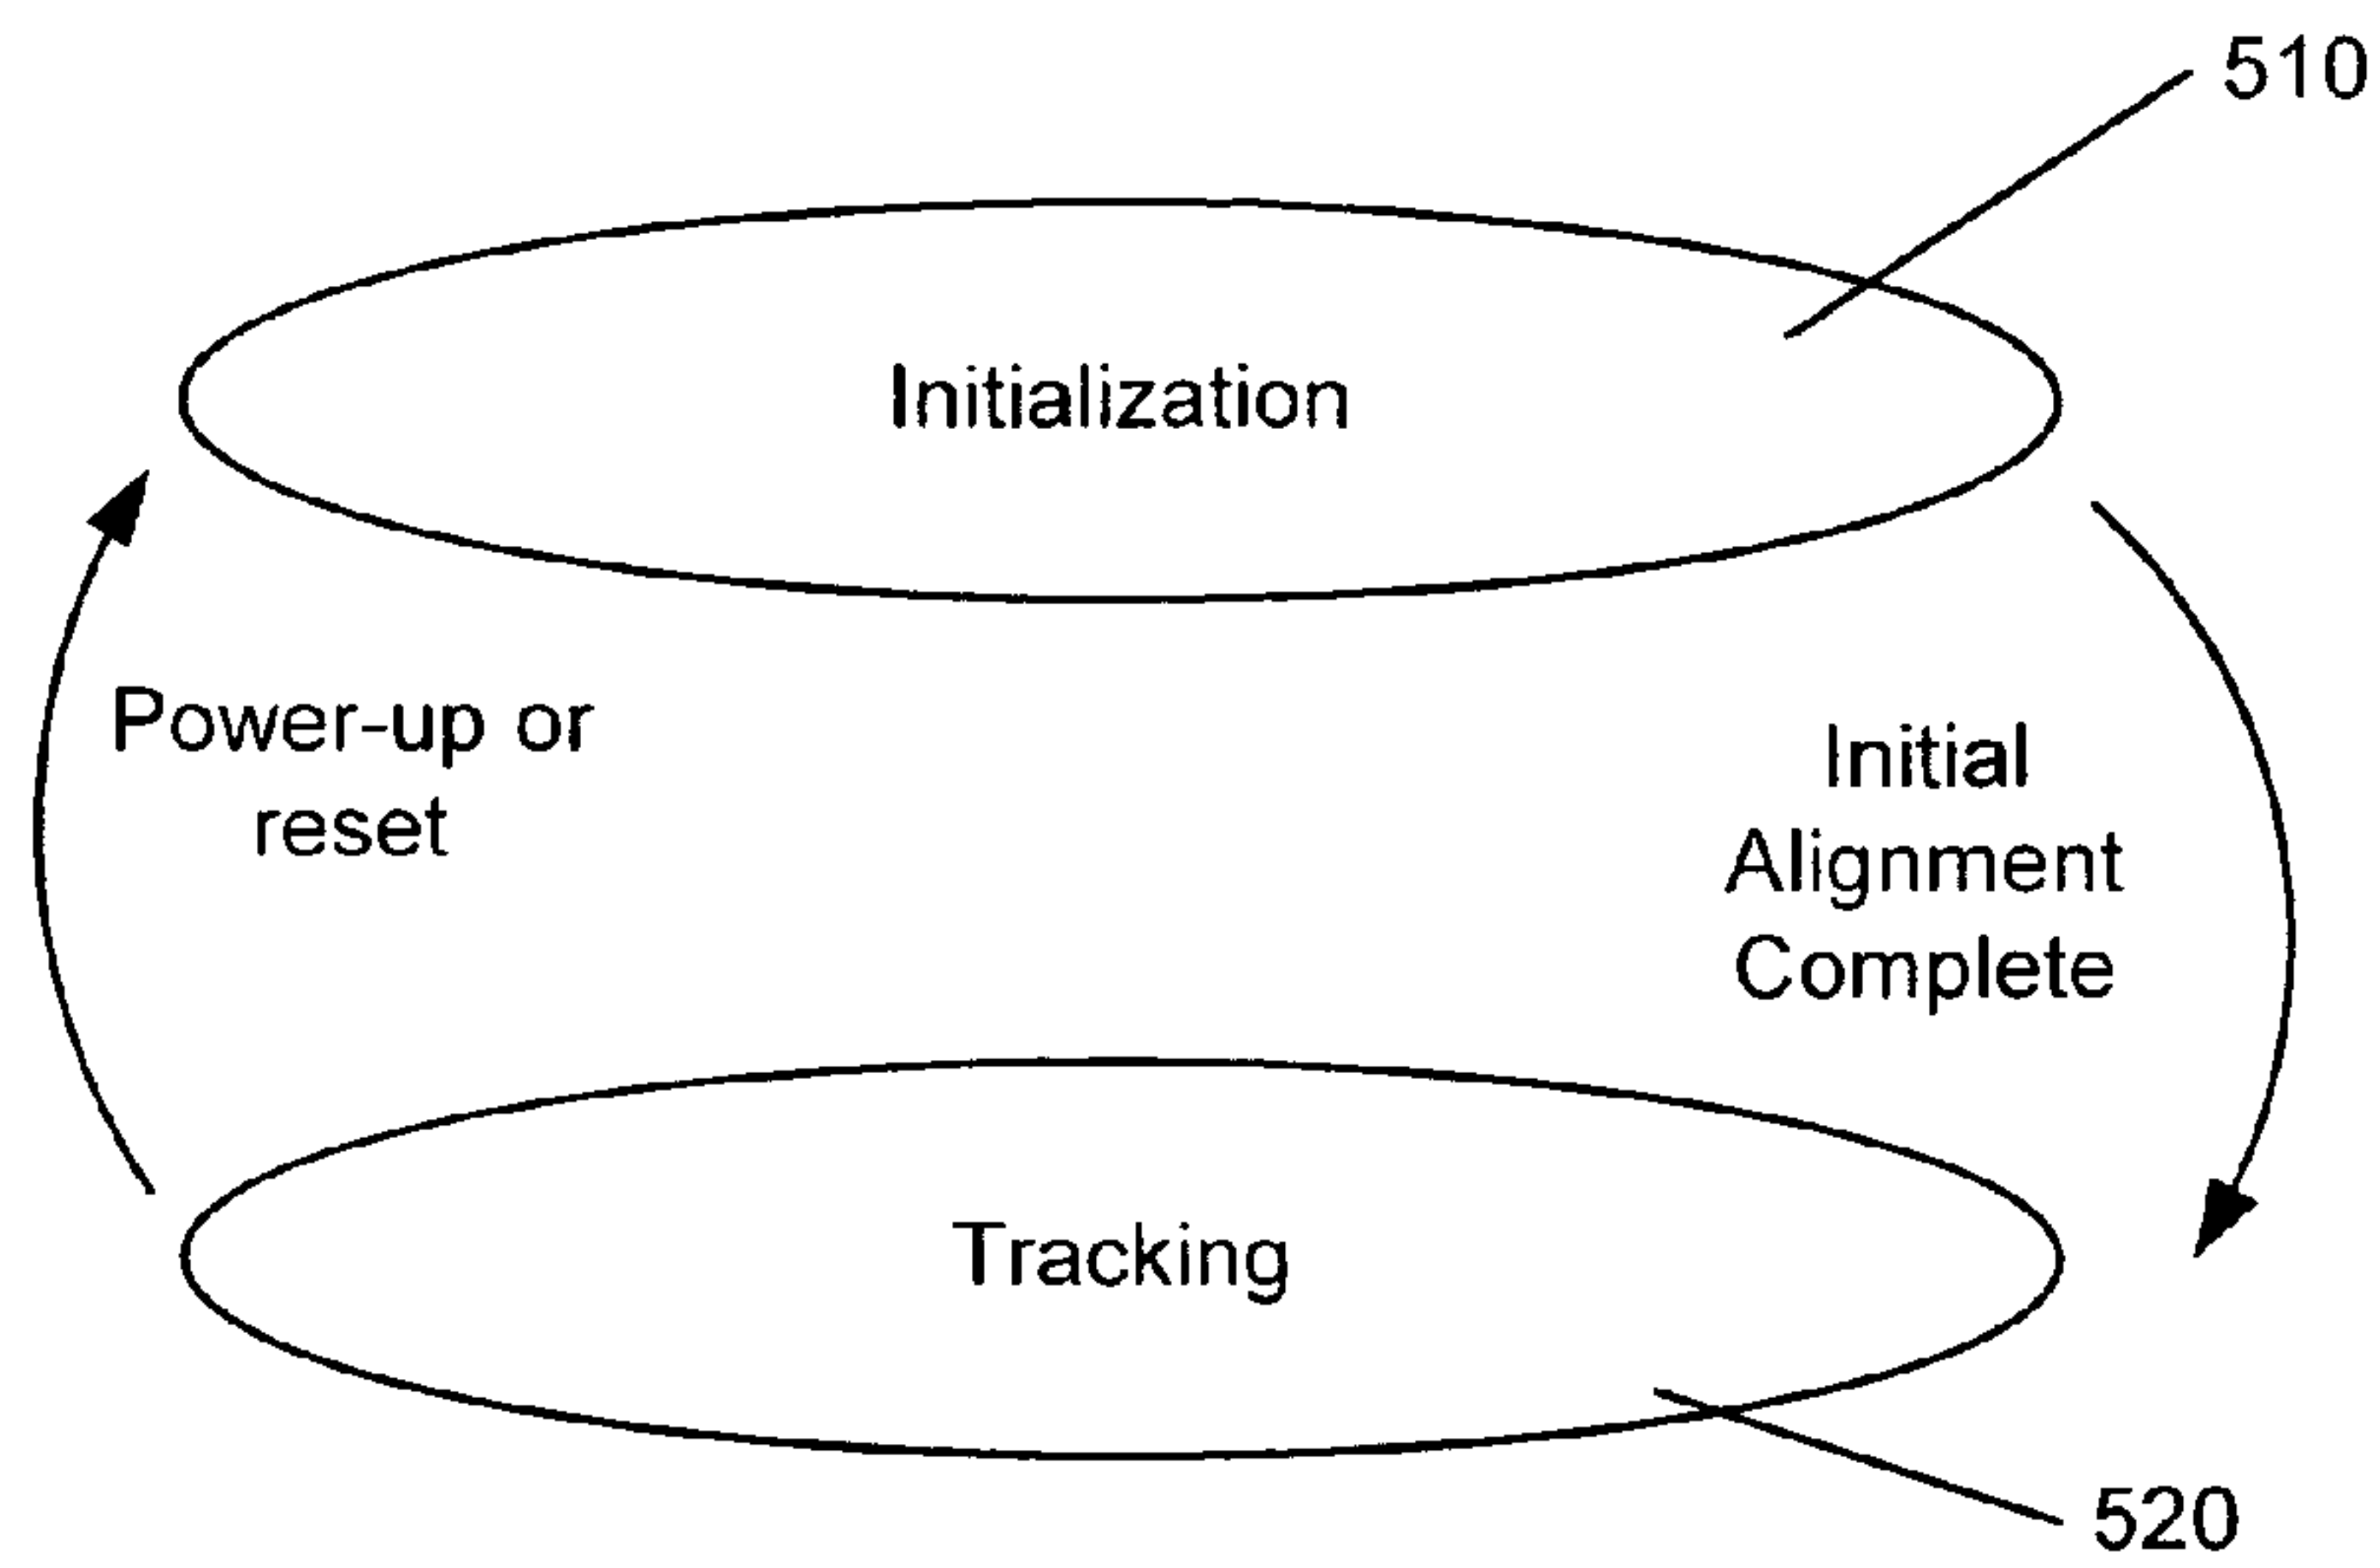 510
Initialization
Power-up or
reset
Initial
Alignment
Complete
Tracking
520